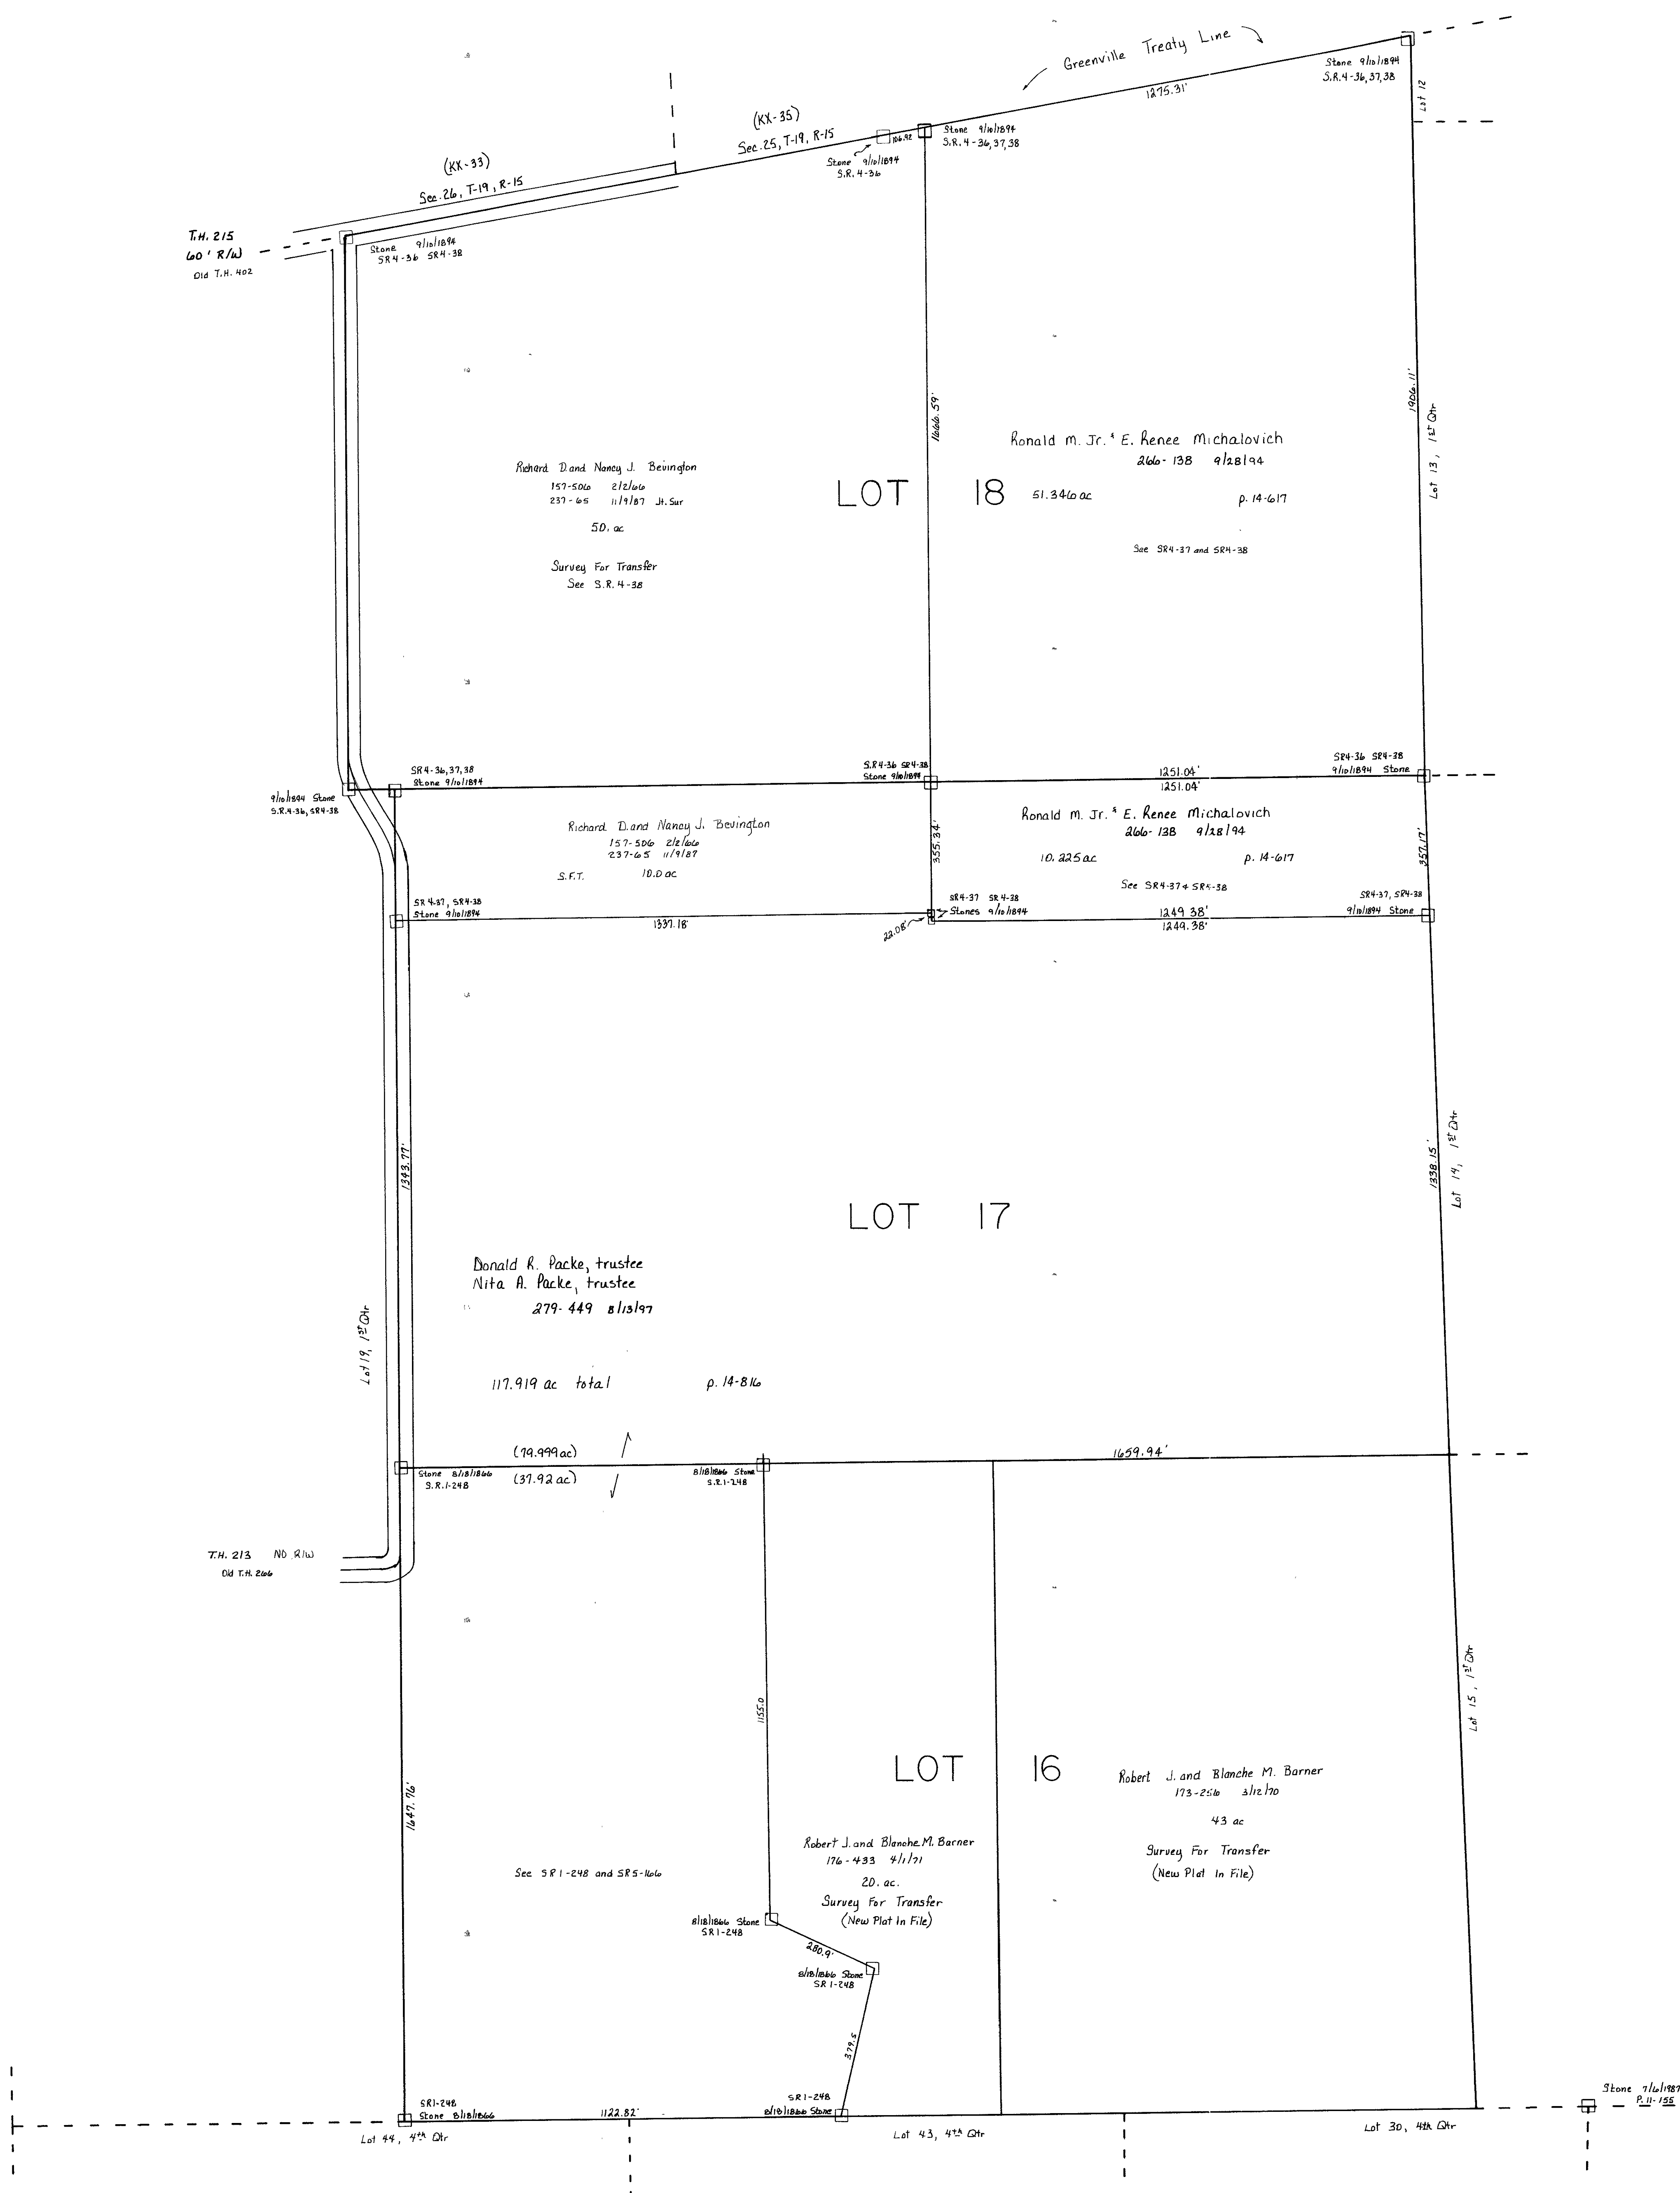 Greenville Treaty Line
1275.31'
Stone 9/10/1894
S.R.4-36,37,38
Lot 12
(KX-35)
Sec.25, T-19, R-15
106.92
Stone 9/10/1894
S.R. 4-36
Stone 9/10/1894
S.R. 4-36,37,38
(KX-33)
Sec.26, T-19, R-15
T.H. 215
60' R/W
Old T.H. 402
Stone 9/10/1894
SR4-36 SR4-38
1666.59'
1906.11'
Lot 13, 1st Qtr
Richard D. and Nancy J. Bevington
157-506 2/2/66
237-65 11/9/87 Jt. Sur
50. ac
Survey For Transfer
See S.R. 4-38
LOT 18
Ronald M. Jr. & E. Renee Michalovich
266-138 9/28/94
51.346 ac p. 14-617
See SR4-37 and SR4-38
SR4-36,37,38
Stone 9/10/1894
S.R4-36 SR4-38
Stone 9/10/1894
1251.04'
1251.04'
SR4-36 SR4-38
9/10/1894 Stone
9/10/1894 Stone
S.R.4-36, SR4-38
Richard D. and Nancy J. Bevington
157-506 2/2/66
237-65 11/9/87
S.F.T. 10.0 ac
355.34'
Ronald M. Jr. & E. Renee Michalovich
266-138 9/28/94
10.225 ac p. 14-617
See SR4-37 & SR5-38
357.17'
SR 4-37, SR4-38
Stone 9/10/1894
1337.18'
SR4-37 SR4-38
Stones 9/10/1894
22.08'
1249.38'
1249.38'
SR4-37, SR4-38
9/10/1894 Stone
1343.77'
1338.15'
Lot 14, 1st Qtr
LOT 17
Donald R. Packe, trustee
Nita A. Packe, trustee
279-449 8/13/97
Lot 19, 1st Qtr
117.919 ac total p. 14-816
(79.999 ac)
(37.92 ac)
1659.94'
Stone 8/18/1866
S.R.1-248
8/18/1866 Stone
S.R.1-248
T.H. 213 NO R/W
Old T.H. 266
1155.0
Lot 15, 1st Qtr
1647.76'
LOT 16
Robert J. and Blanche M. Barner
173-256 3/12/70
43 ac
Survey For Transfer
(New Plat In File)
Robert J. and Blanche M. Barner
176-433 4/1/71
20. ac.
Survey For Transfer
(New Plat In File)
See SR1-248 and SR5-166
8/18/1866 Stone
SR1-248
280.9'
8/18/1866 Stone
SR1-248
379.5
SR1-248
Stone 8/18/1866
1122.82'
SR1-248
8/18/1866 Stone
Stone 7/6/1987
P. 11-155
Lot 44, 4th Qtr
Lot 43, 4th Qtr
Lot 30, 4th Qtr